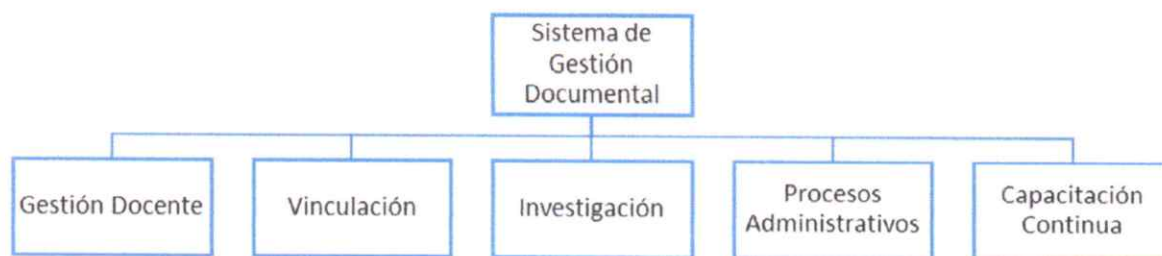 Sistema de
Gestión
Documental
Gestión Docente
Vinculación
Investigación
Procesos
Administrativos
Capacitación
Continua